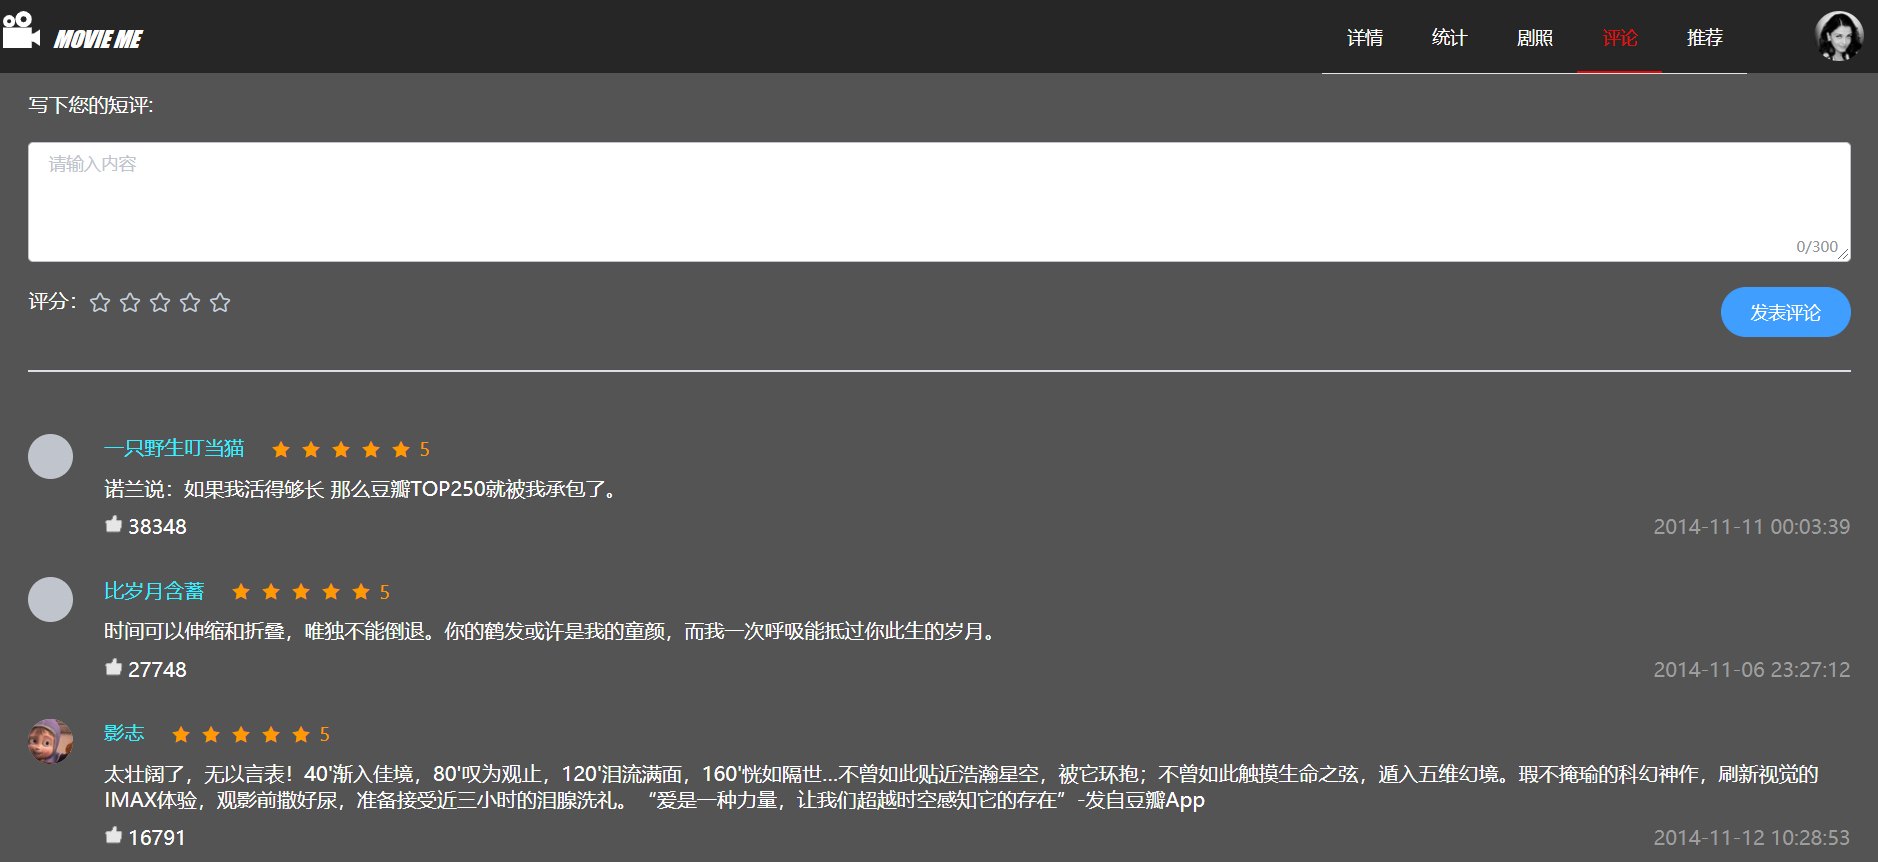 MOVIE ME
详情 统计 剧照 评论 推荐
写下您的短评:
请输入内容
0/300
评分：
发表评论
一只野生叮当猫 5
诺兰说：如果我活得够长 那么豆瓣TOP250就被我承包了。
38348 2014-11-11 00:03:39
比岁月含蓄 5
时间可以伸缩和折叠，唯独不能倒退。你的鹤发或许是我的童颜，而我一次呼吸能抵过你此生的岁月。
27748 2014-11-06 23:27:12
影志 5
太壮阔了，无以言表！40'渐入佳境，80'叹为观止，120'泪流满面，160'恍如隔世…不曾如此贴近浩瀚星空，被它环抱；不曾如此触摸生命之弦，遁入五维幻境。瑕不掩瑜的科幻神作，刷新视觉的
IMAX体验，观影前撒好尿，准备接受近三小时的泪腺洗礼。“爱是一种力量，让我们超越时空感知它的存在”-发自豆瓣App
16791 2014-11-12 10:28:53